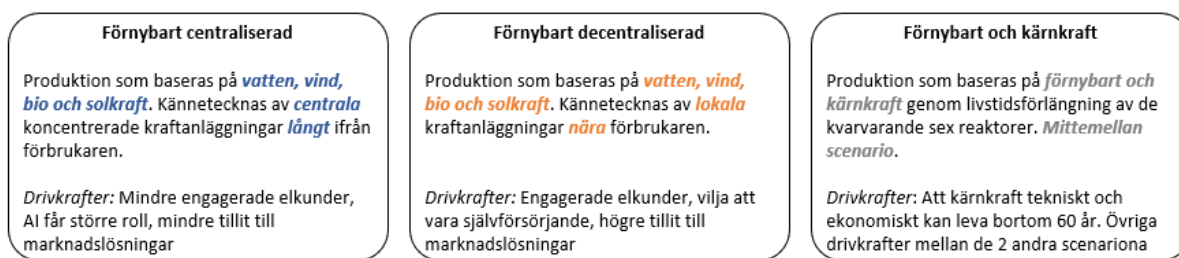 Förnybart centraliserad
Produktion som baseras på vatten, vind,
bio och solkraft. Kännetecknas av centrala
koncentrerade kraftanläggningar långt ifrån
förbrukaren.
Drivkrafter: Mindre engagerade elkunder,
AI får större roll, mindre tillit till
marknadslösningar
Förnybart decentraliserad
Produktion som baseras på vatten, vind,
bio och solkraft. Kännetecknas av lokala
kraftanläggningar nära förbrukaren.
Drivkrafter: Engagerade elkunder, vilja att
vara självförsörjande, högre tillit till
marknadslösningar
Förnybart och kärnkraft
Produktion som baseras på förnybart och
kärnkraft genom livstidsförlängning av de
kvarvarande sex reaktorer. Mittemellan
scenario.
Drivkrafter: Att kärnkraft tekniskt och
ekonomiskt kan leva bortom 60 år. Övriga
drivkrafter mellan de 2 andra scenariona